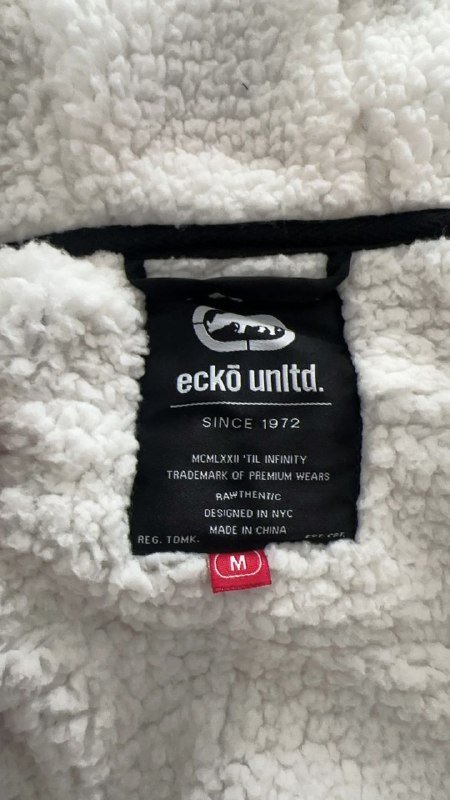 eckō unltd.
SINCE 1972
MCMLXXII 'TIL INFINITY
TRADEMARK OF PREMIUM WEARS
RAWTHENTIC
DESIGNED IN NYC
MADE IN CHINA
REG. TDMK.
M